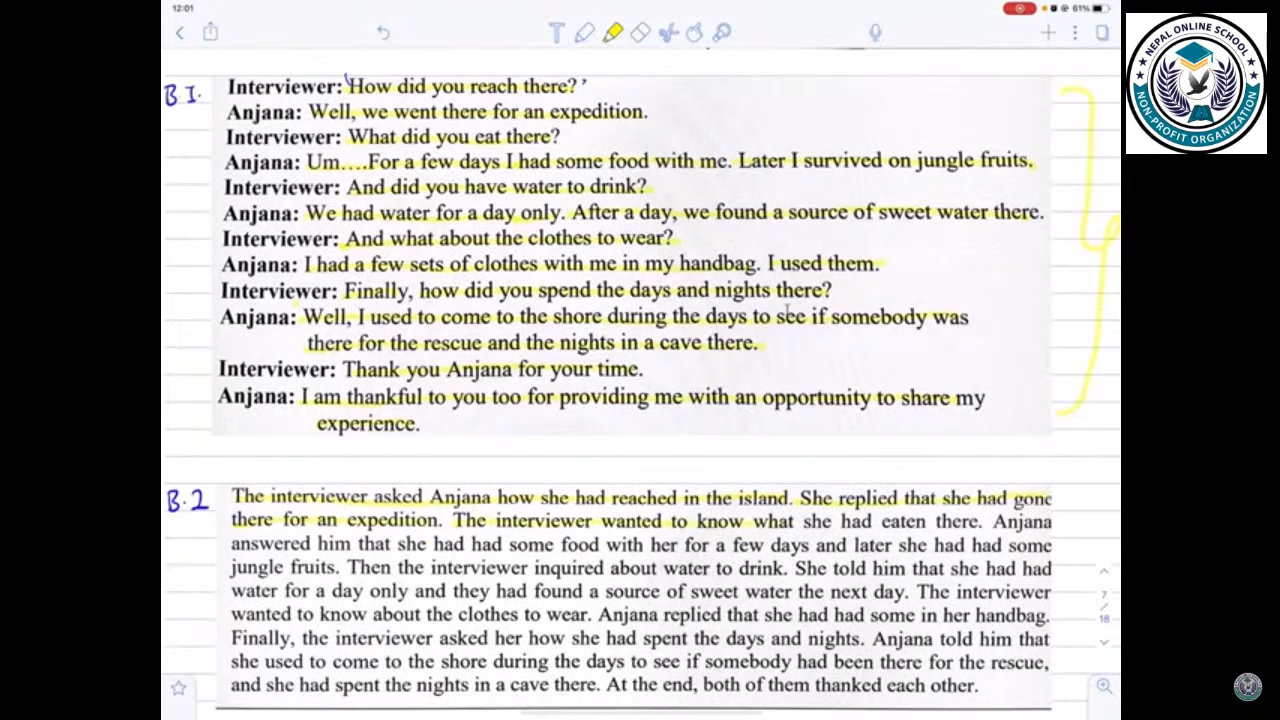 12:01
61%
T
B 1.
Interviewer: 'How did you reach there?'
Anjana: Well, we went there for an expedition.
Interviewer: What did you eat there?
Anjana: Um....For a few days I had some food with me. Later I survived on jungle fruits.
Interviewer: And did you have water to drink?
Anjana: We had water for a day only. After a day, we found a source of sweet water there.
Interviewer: And what about the clothes to wear?
Anjana: I had a few sets of clothes with me in my handbag. I used them.
Interviewer: Finally, how did you spend the days and nights there?
Anjana: Well, I used to come to the shore during the days to see if somebody was
there for the rescue and the nights in a cave there.
Interviewer: Thank you Anjana for your time.
Anjana: I am thankful to you too for providing me with an opportunity to share my
experience.
B.2
The interviewer asked Anjana how she had reached in the island. She replied that she had gone
there for an expedition. The interviewer wanted to know what she had eaten there. Anjana
answered him that she had had some food with her for a few days and later she had had some
jungle fruits. Then the interviewer inquired about water to drink. She told him that she had had
water for a day only and they had found a source of sweet water the next day. The interviewer
wanted to know about the clothes to wear. Anjana replied that she had had some in her handbag.
Finally, the interviewer asked her how she had spent the days and nights. Anjana told him that
she used to come to the shore during the days to see if somebody had been there for the rescue,
and she had spent the nights in a cave there. At the end, both of them thanked each other.
7
/
18
NEPAL ONLINE SCHOOL
NON-PROFIT ORGANIZATION